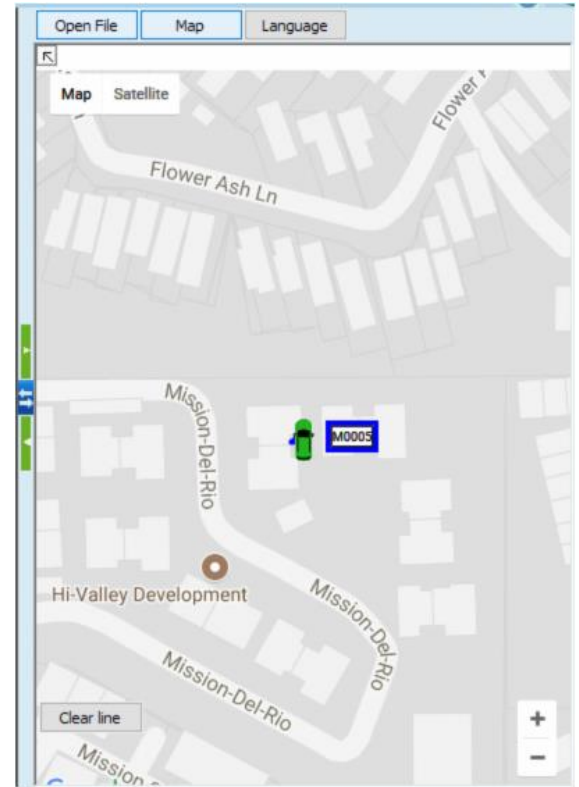 Open File
Map
Language
Map
Satellite
Flower Ash Ln
Mission-Del-Rio
M0005
Hi-Valley Development
Mission-Del-Rio
Mission-Del-Rio
Clear line
Mission
+
−